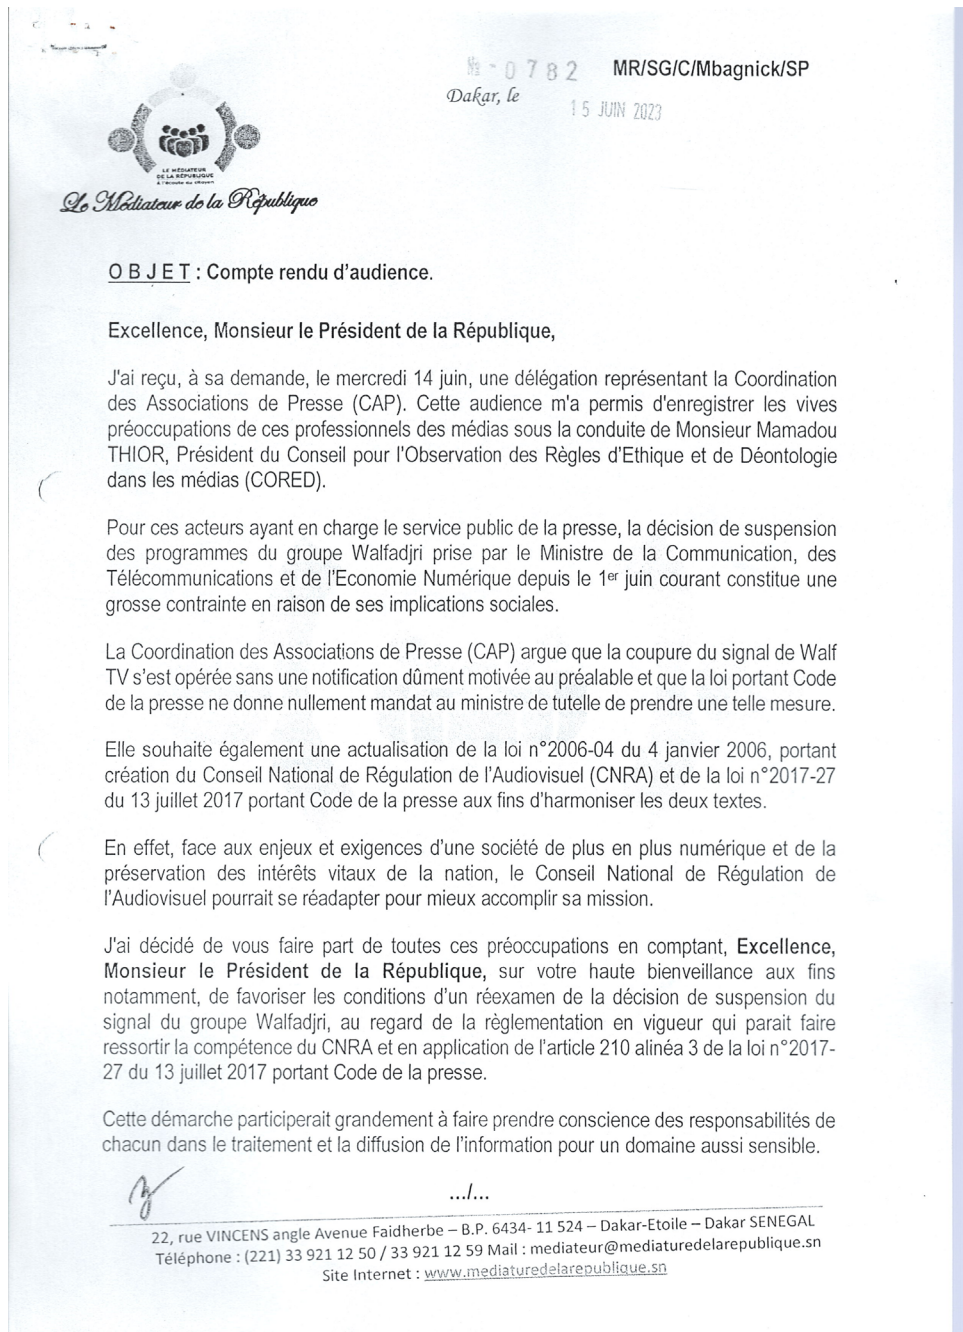 N° - 0782 MR/SG/C/Mbagnick/SP
Dakar, le
15 JUIN 2023
LE MÉDIATEUR
DE LA RÉPUBLIQUE
à l'écoute du citoyen
Le Médiateur de la République
OBJET : Compte rendu d'audience.
Excellence, Monsieur le Président de la République,
J'ai reçu, à sa demande, le mercredi 14 juin, une délégation représentant la Coordination
des Associations de Presse (CAP). Cette audience m'a permis d'enregistrer les vives
préoccupations de ces professionnels des médias sous la conduite de Monsieur Mamadou
THIOR, Président du Conseil pour l'Observation des Règles d'Ethique et de Déontologie
dans les médias (CORED).
Pour ces acteurs ayant en charge le service public de la presse, la décision de suspension
des programmes du groupe Walfadjri prise par le Ministre de la Communication, des
Télécommunications et de l'Economie Numérique depuis le 1er juin courant constitue une
grosse contrainte en raison de ses implications sociales.
La Coordination des Associations de Presse (CAP) argue que la coupure du signal de Walf
TV s'est opérée sans une notification dûment motivée au préalable et que la loi portant Code
de la presse ne donne nullement mandat au ministre de tutelle de prendre une telle mesure.
Elle souhaite également une actualisation de la loi n°2006-04 du 4 janvier 2006, portant
création du Conseil National de Régulation de l'Audiovisuel (CNRA) et de la loi n°2017-27
du 13 juillet 2017 portant Code de la presse aux fins d'harmoniser les deux textes.
En effet, face aux enjeux et exigences d'une société de plus en plus numérique et de la
préservation des intérêts vitaux de la nation, le Conseil National de Régulation de
l'Audiovisuel pourrait se réadapter pour mieux accomplir sa mission.
J'ai décidé de vous faire part de toutes ces préoccupations en comptant, Excellence,
Monsieur le Président de la République, sur votre haute bienveillance aux fins
notamment, de favoriser les conditions d'un réexamen de la décision de suspension du
signal du groupe Walfadjri, au regard de la règlementation en vigueur qui parait faire
ressortir la compétence du CNRA et en application de l'article 210 alinéa 3 de la loi n°2017-
27 du 13 juillet 2017 portant Code de la presse.
Cette démarche participerait grandement à faire prendre conscience des responsabilités de
chacun dans le traitement et la diffusion de l'information pour un domaine aussi sensible.
.../...
22, rue VINCENS angle Avenue Faidherbe – B.P. 6434- 11 524 – Dakar-Etoile – Dakar SENEGAL
Téléphone : (221) 33 921 12 50 / 33 921 12 59 Mail : mediateur@mediaturedelarepublique.sn
Site Internet : www.mediaturedelarepublique.sn